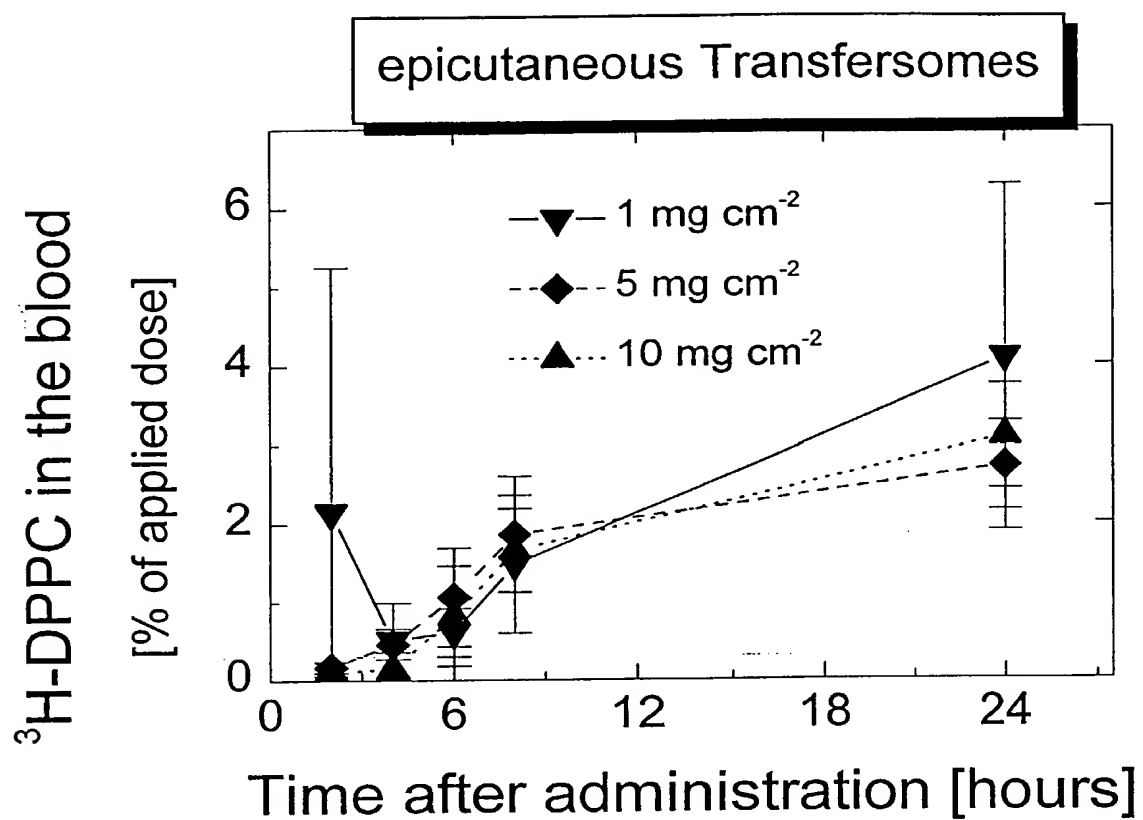 epicutaneous Transfersomes
³H-DPPC in the blood
[% of applied dose]
6
4
2
0
1 mg cm⁻²
5 mg cm⁻²
10 mg cm⁻²
0 6 12 18 24
Time after administration [hours]